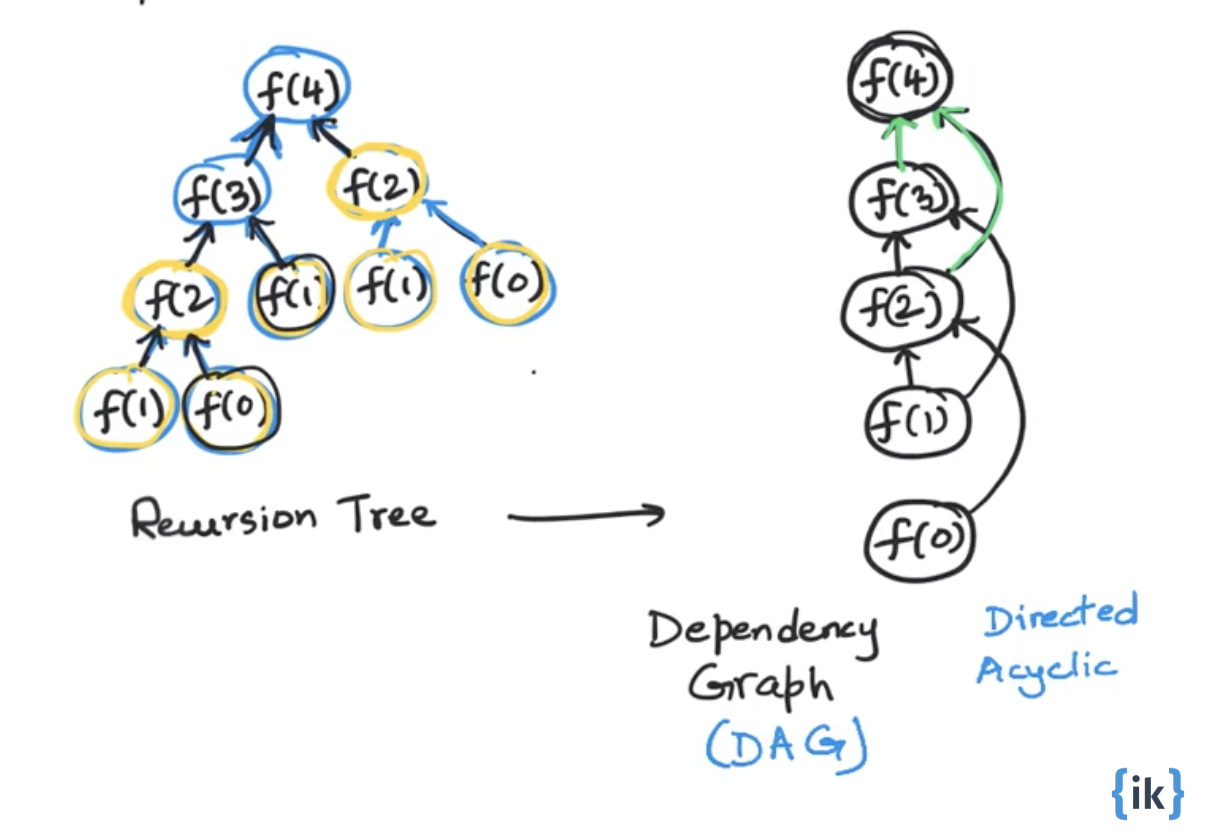 f(4)
f(3) f(2)
f(2 f(1) f(1) f(0)
f(1) f(0)
Recursion Tree
f(4)
f(3)
f(2)
f(1)
f(0)
Dependency
Graph
(DAG)
Directed
Acyclic
{ik}